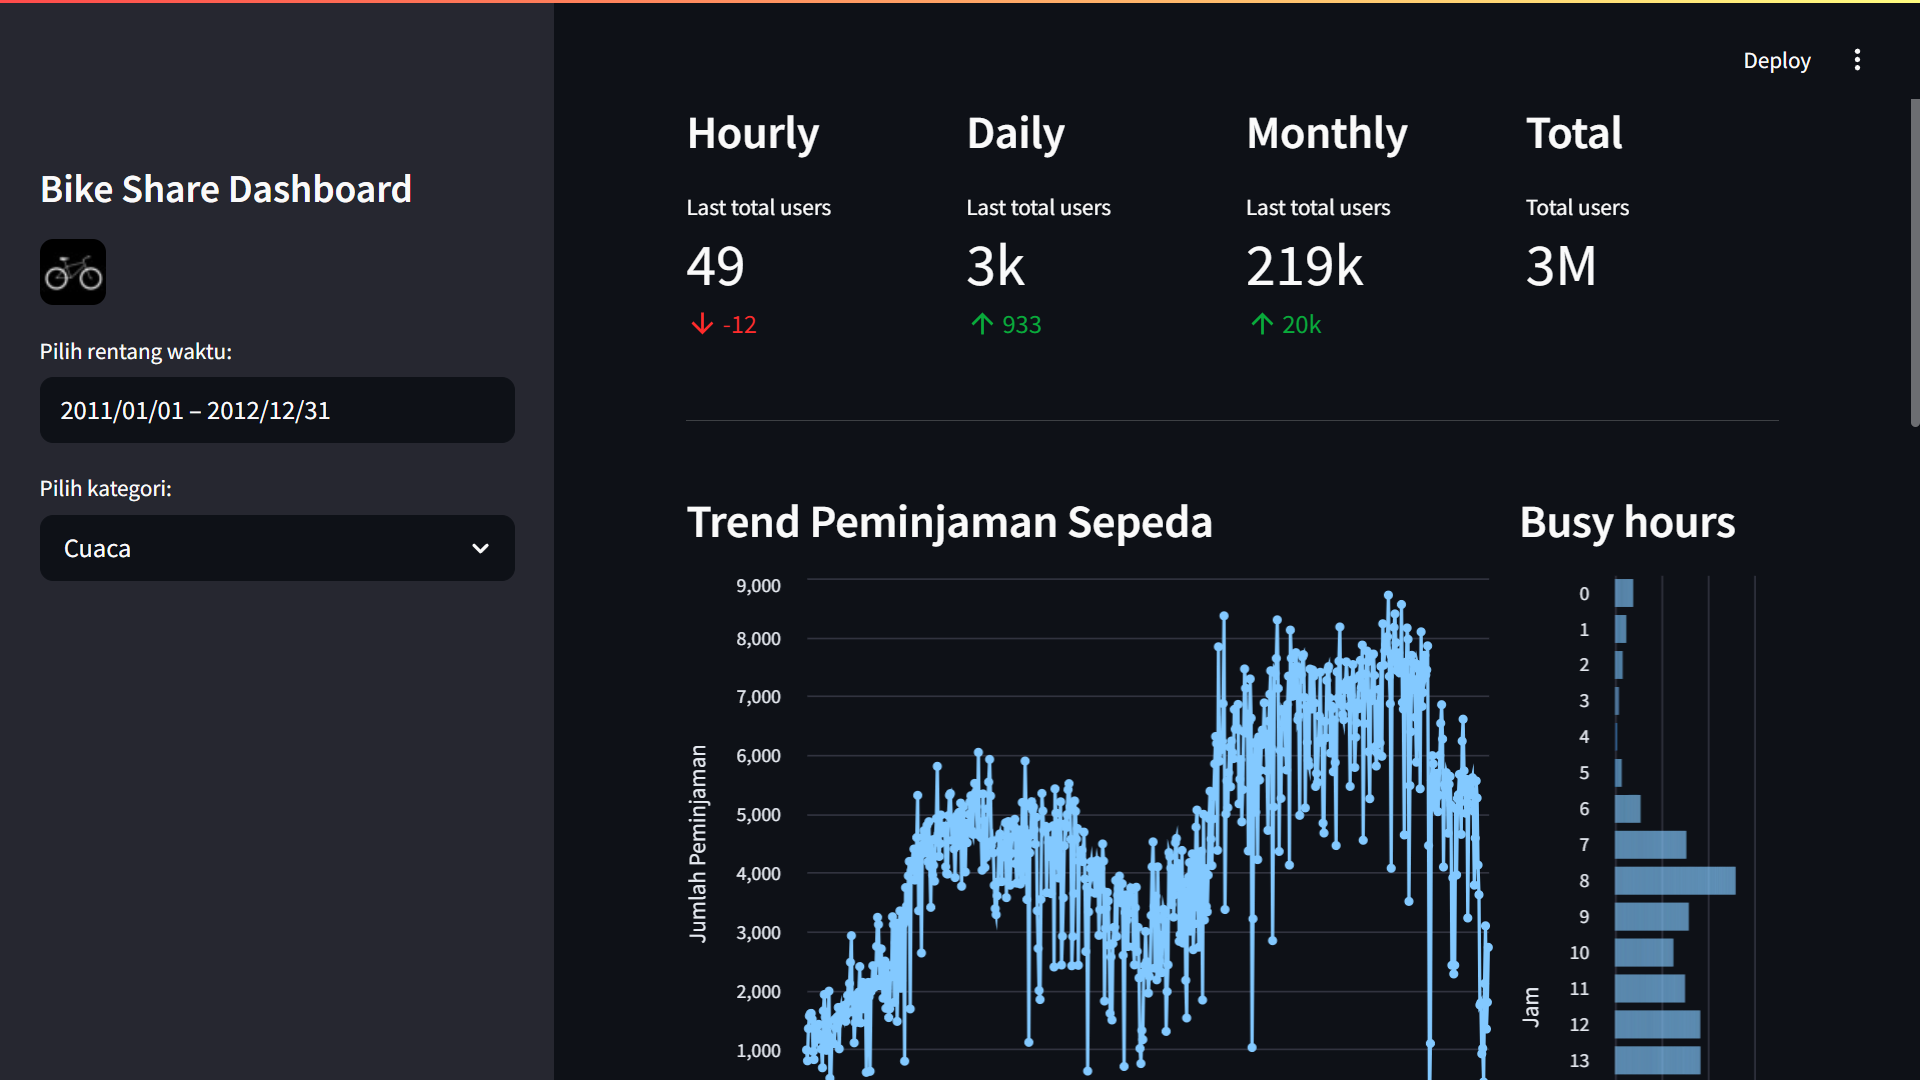 Deploy
Bike Share Dashboard
Pilih rentang waktu:
2011/01/01 – 2012/12/31
Pilih kategori:
Cuaca
Hourly
Last total users
49
-12
Daily
Last total users
3k
933
Monthly
Last total users
219k
20k
Total
Total users
3M
Trend Peminjaman Sepeda
Jumlah Peminjaman
9,000
8,000
7,000
6,000
5,000
4,000
3,000
2,000
1,000
Busy hours
Jam
0
1
2
3
4
5
6
7
8
9
10
11
12
13